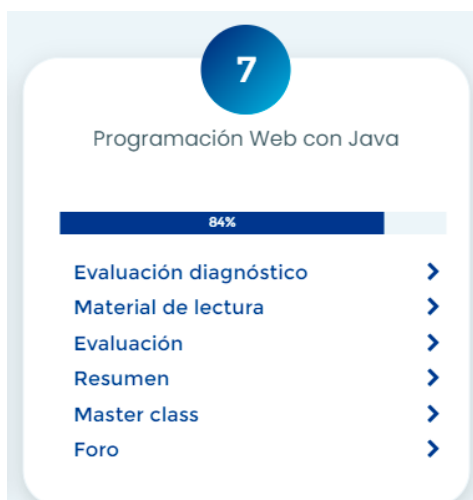 7
Programación Web con Java
84%
Evaluación diagnóstico
Material de lectura
Evaluación
Resumen
Master class
Foro